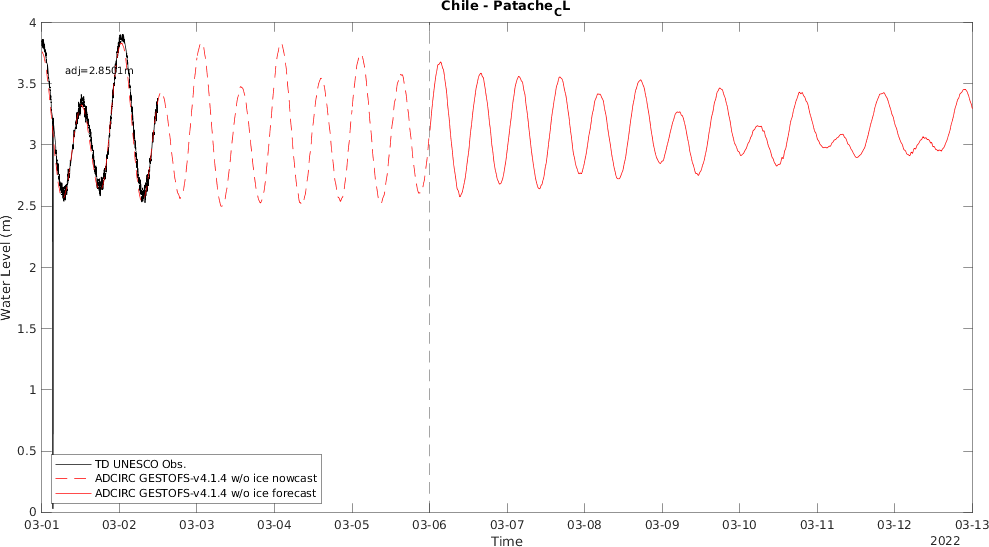 Chile - Patache_CL
adj=2.8501m
Water Level (m)
4
3.5
3
2.5
2
1.5
1
0.5
0
TD UNESCO Obs.
ADCIRC GESTOFS-v4.1.4 w/o ice nowcast
ADCIRC GESTOFS-v4.1.4 w/o ice forecast
03-01 03-02 03-03 03-04 03-05 03-06 03-07 03-08 03-09 03-10 03-11 03-12 03-13
Time
2022